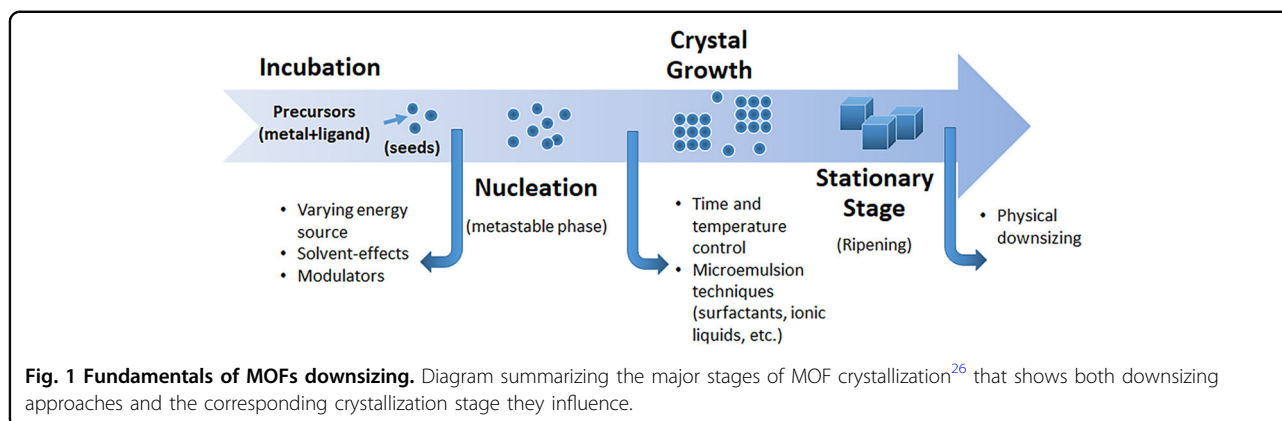 Incubation
Precursors
(metal+ligand)
(seeds)
• Varying energy
source
• Solvent-effects
• Modulators
Nucleation
(metastable phase)
Crystal
Growth
• Time and
temperature
control
• Microemulsion
techniques
(surfactants, ionic
liquids, etc.)
Stationary
Stage
(Ripening)
• Physical
downsizing
Fig. 1 Fundamentals of MOFs downsizing. Diagram summarizing the major stages of MOF crystallization26 that shows both downsizing
approaches and the corresponding crystallization stage they influence.